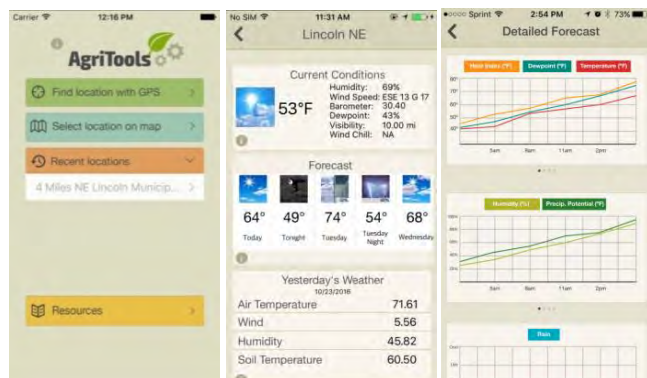 Carrier 12:16 PM
AgriTools
Find location with GPS
Select location on map
Recent locations
4 Miles NE Lincoln Municip...
Resources
No SIM 11:31 AM
Lincoln NE
Current Conditions
53°F
Humidity: 69%
Wind Speed: ESE 13 G 17
Barometer: 30.40
Dewpoint: 43%
Visibility: 10.00 mi
Wind Chill: NA
Forecast
64° 49° 74° 54° 68°
Today Tonight Tuesday Tuesday Night Wednesday
Yesterday's Weather
10/23/2016
Air Temperature 71.61
Wind 5.56
Humidity 45.82
Soil Temperature 60.50
Sprint 2:54 PM 73%
Detailed Forecast
Heat Index (°F) Dewpoint (°F) Temperature (°F)
5am 8am 11am 2pm
Humidity (%) Precip. Potential (°F)
5am 8am 11am 2pm
Rain